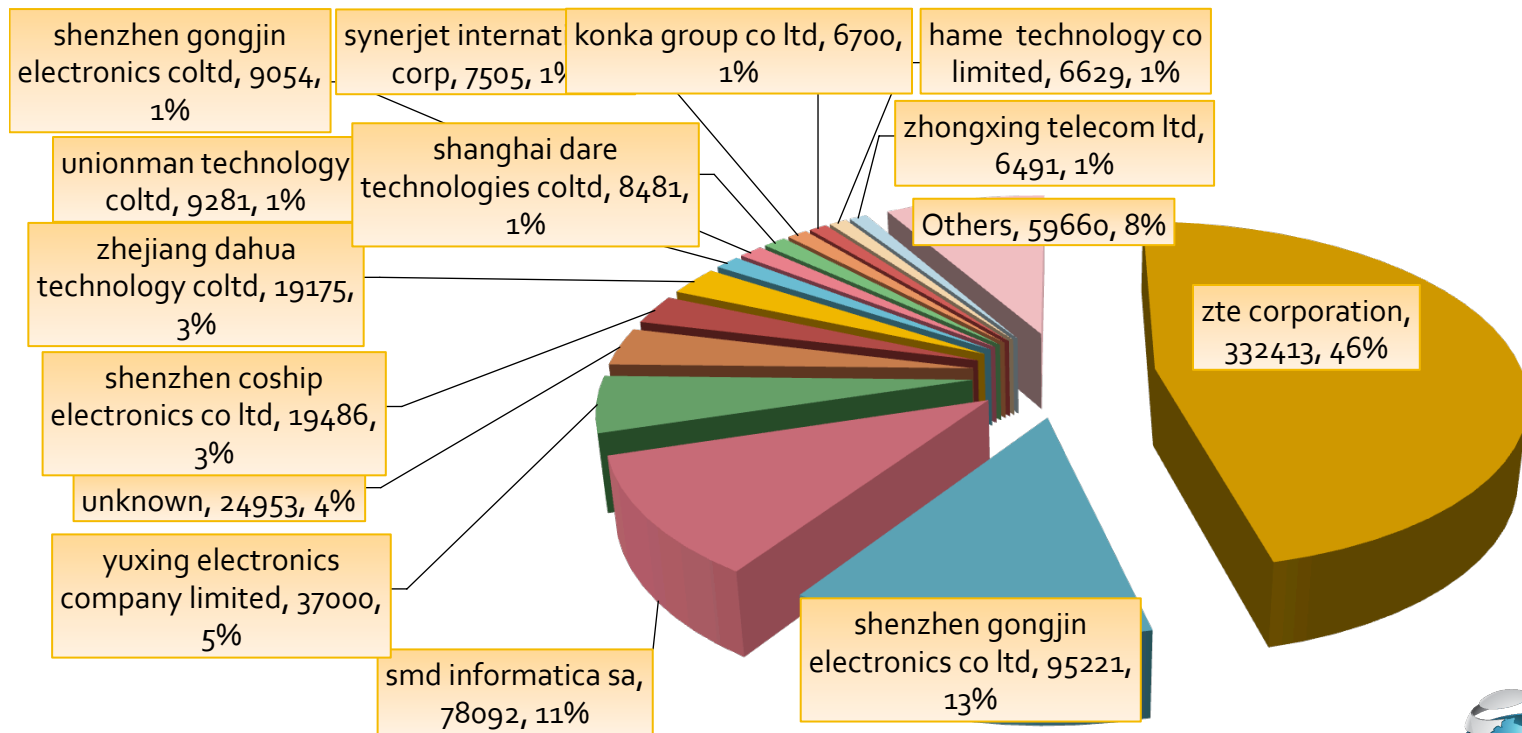 shenzhen gongjin
electronics coltd, 9054,
1%
synerjet internat
corp, 7505, 1%
konka group co ltd, 6700,
1%
hame technology co
limited, 6629, 1%
zhongxing telecom ltd,
6491, 1%
unionman technology
coltd, 9281, 1%
shanghai dare
technologies coltd, 8481,
1%
Others, 59660, 8%
zhejiang dahua
technology coltd, 19175,
3%
zte corporation,
332413, 46%
shenzhen coship
electronics co ltd, 19486,
3%
unknown, 24953, 4%
yuxing electronics
company limited, 37000,
5%
shenzhen gongjin
electronics co ltd, 95221,
13%
smd informatica sa,
78092, 11%